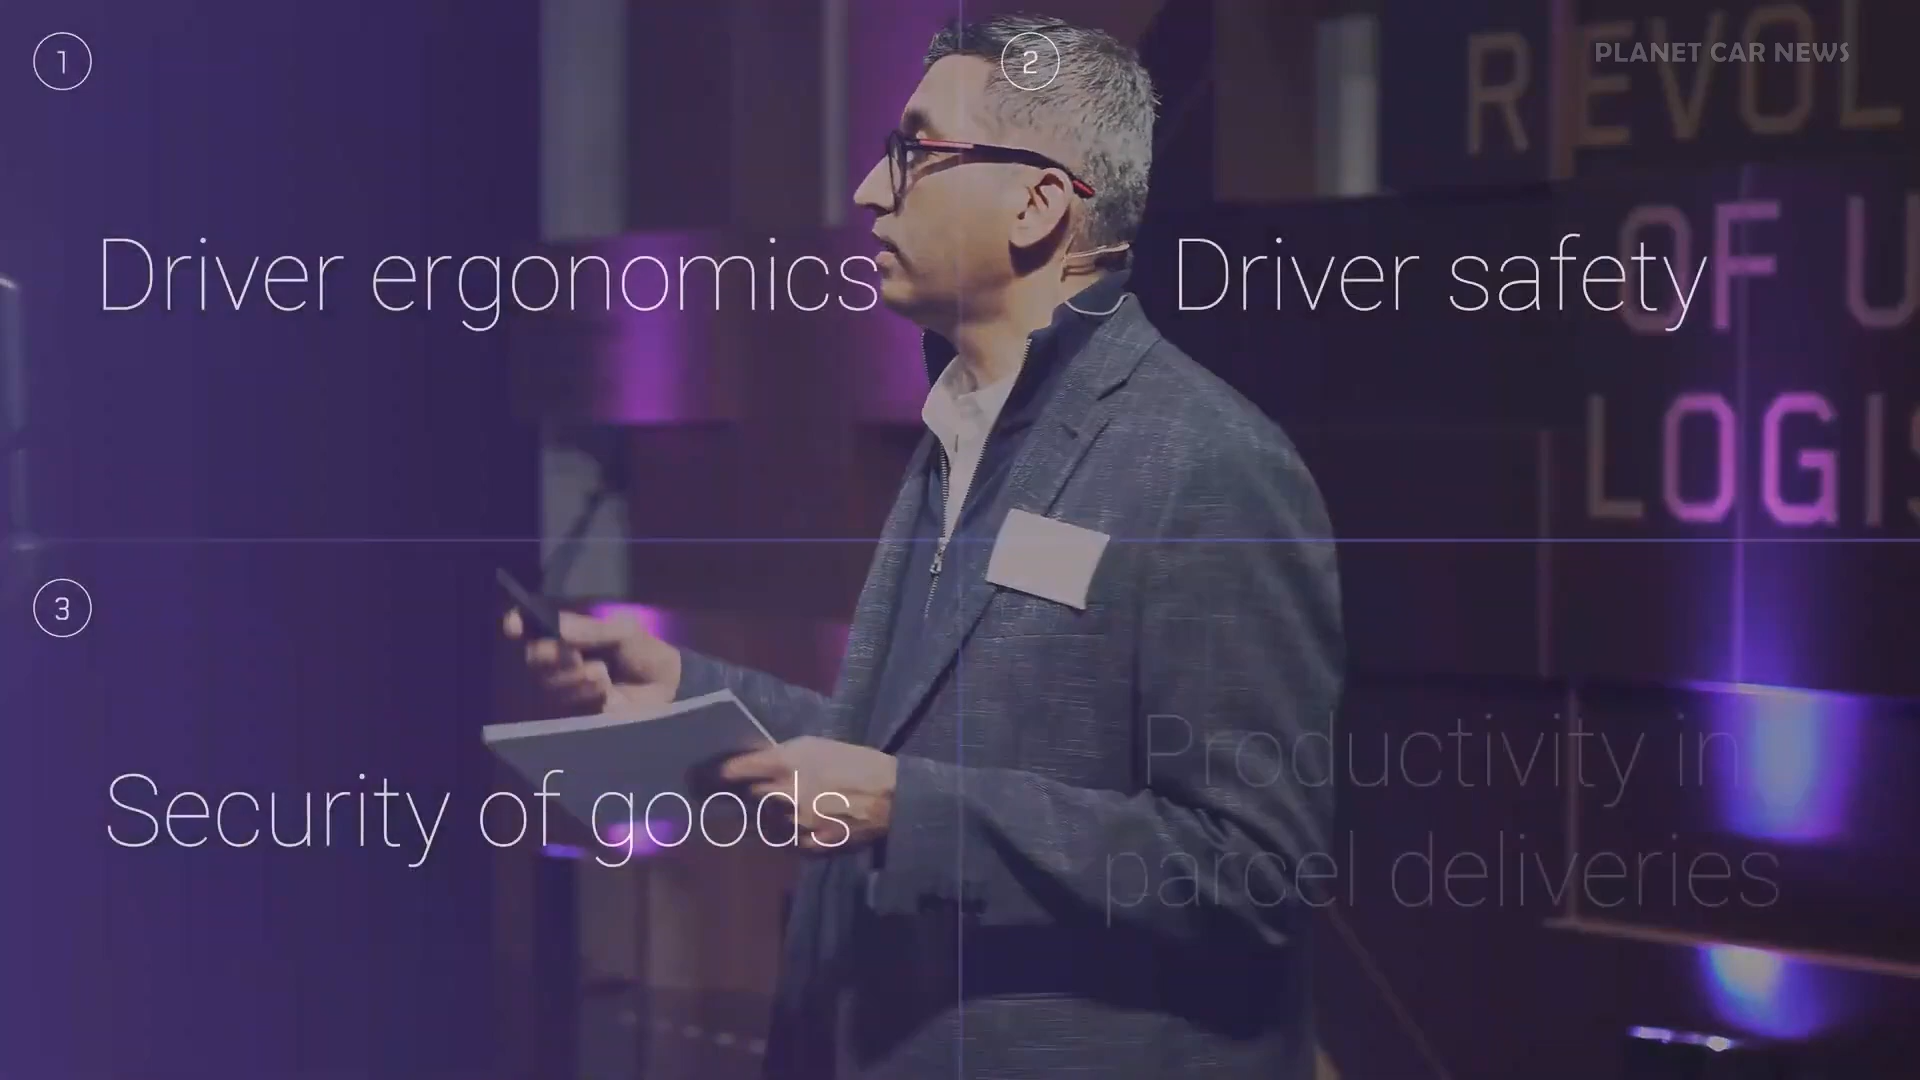 1
2
PLANET CAR NEWS
REVOL
OF U
LOGIS
Driver ergonomics
Driver safety
3
Security of goods
Productivity in
parcel deliveries